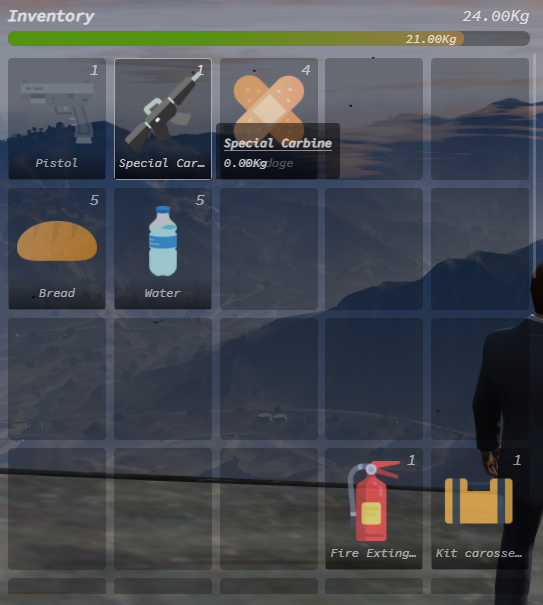 Inventory 24.00Kg
21.00Kg
1 1 4
Special Carbine
Pistol Special Car… 0.00Kg dage
5 5
Bread Water
1 1
Fire Exting… Kit carosse…